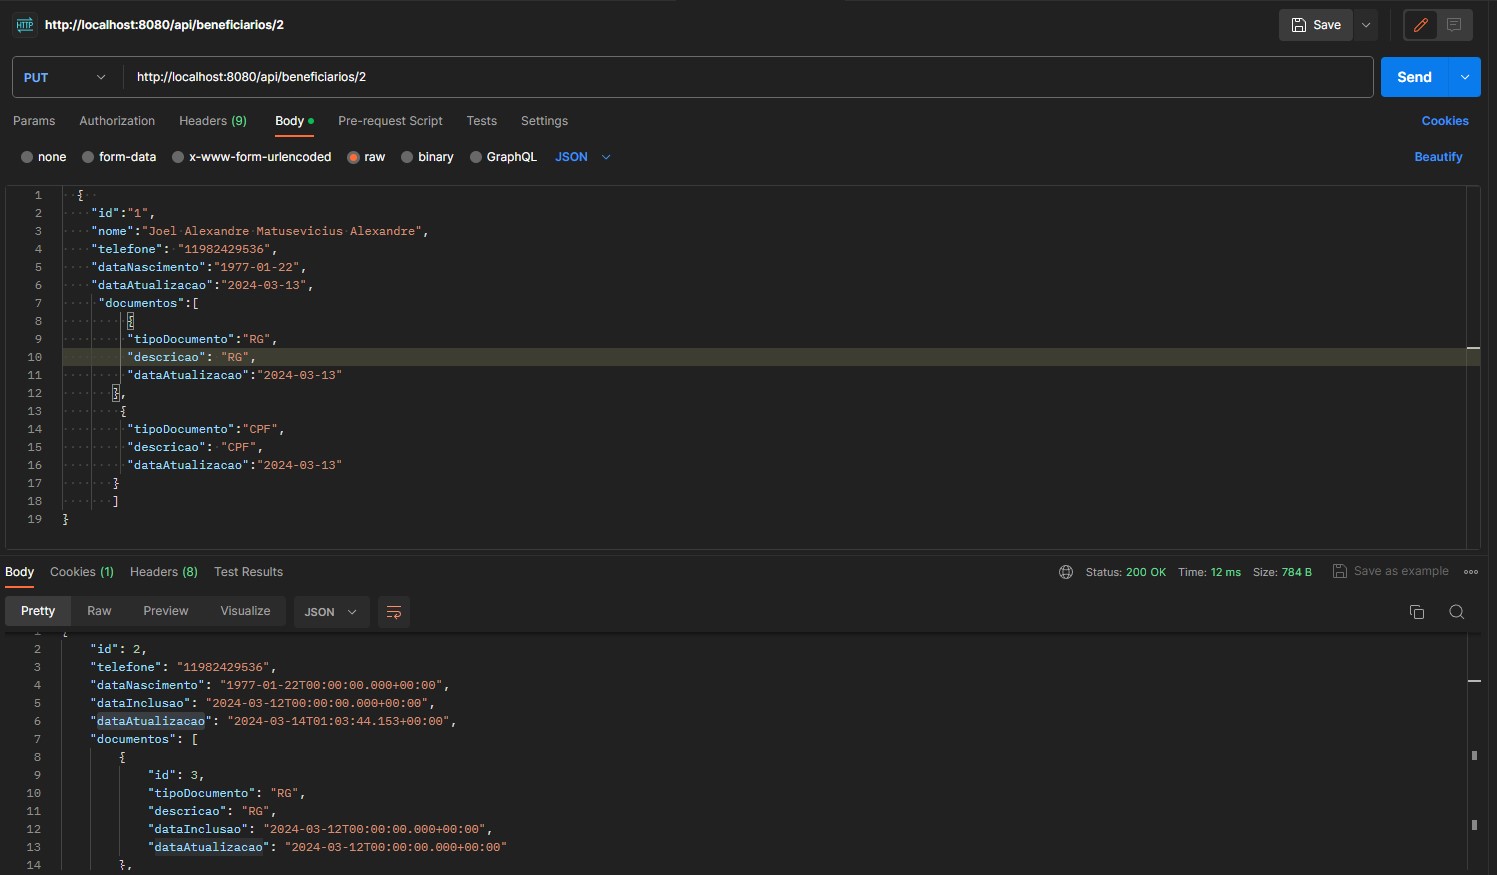 HTTP http://localhost:8080/api/beneficiarios/2 Save
PUT http://localhost:8080/api/beneficiarios/2 Send
Params Authorization Headers (9) Body Pre-request Script Tests Settings Cookies
none form-data x-www-form-urlencoded raw binary GraphQL JSON Beautify
1 {
2 "id":"1",
3 "nome":"Joel Alexandre Matusevicius Alexandre",
4 "telefone": "11982429536",
5 "dataNascimento":"1977-01-22",
6 "dataAtualizacao":"2024-03-13",
7 "documentos":[
8 {
9 "tipoDocumento":"RG",
10 "descricao": "RG",
11 "dataAtualizacao":"2024-03-13"
12 },
13 {
14 "tipoDocumento":"CPF",
15 "descricao": "CPF",
16 "dataAtualizacao":"2024-03-13"
17 }
18 ]
19 }
Body Cookies (1) Headers (8) Test Results Status: 200 OK Time: 12 ms Size: 784 B Save as example
Pretty Raw Preview Visualize JSON
1 {
2 "id": 2,
3 "telefone": "11982429536",
4 "dataNascimento": "1977-01-22T00:00:00.000+00:00",
5 "dataInclusao": "2024-03-12T00:00:00.000+00:00",
6 "dataAtualizacao": "2024-03-14T01:03:44.153+00:00",
7 "documentos": [
8 {
9 "id": 3,
10 "tipoDocumento": "RG",
11 "descricao": "RG",
12 "dataInclusao": "2024-03-12T00:00:00.000+00:00",
13 "dataAtualizacao": "2024-03-12T00:00:00.000+00:00"
14 },